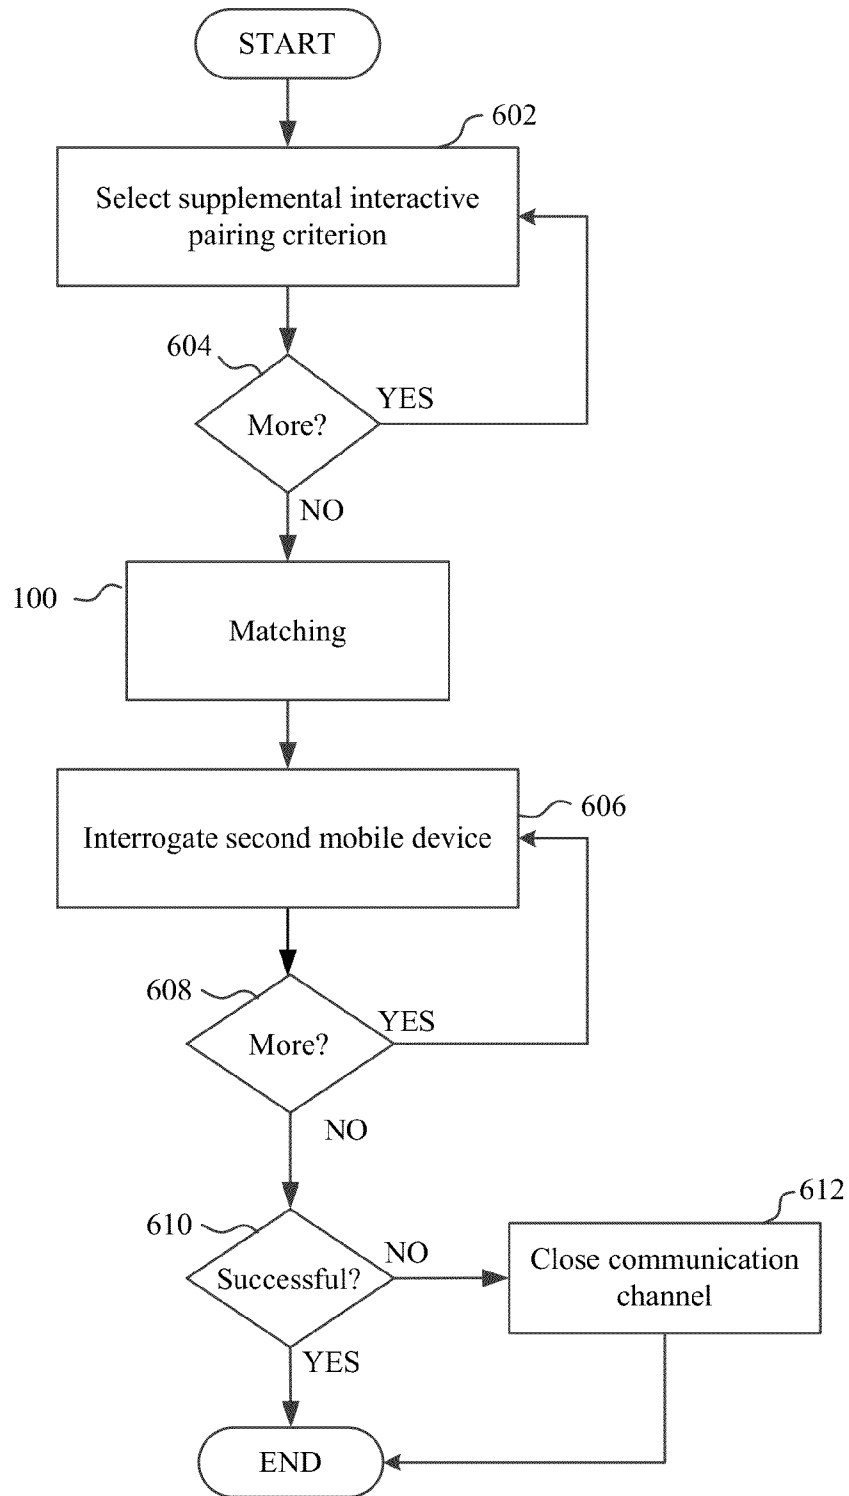 START
602
Select supplemental interactive
pairing criterion
604
YES
More?
NO
100
Matching
606
Interrogate second mobile device
608
YES
More?
NO
612
610
NO
Close communication
channel
Successful?
YES
END